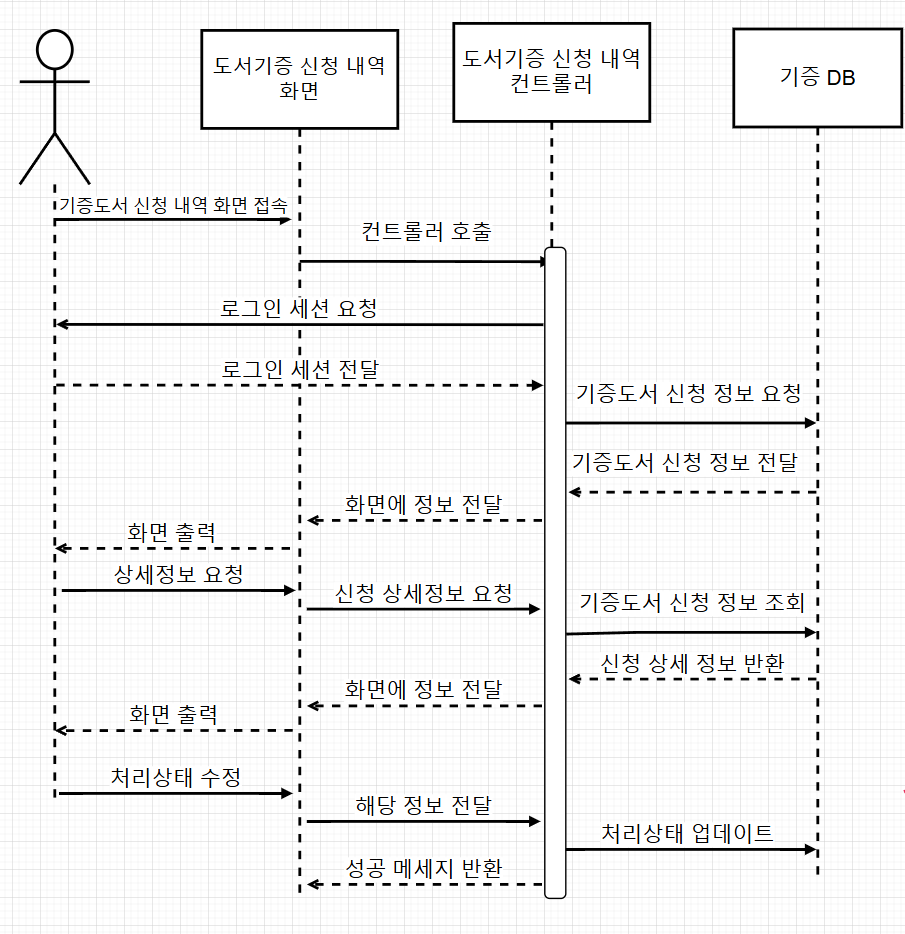 도서기증 신청 내역
화면
도서기증 신청 내역
컨트롤러
기증 DB
기증도서 신청 내역 화면 접속
컨트롤러 호출
로그인 세션 요청
로그인 세션 전달
기증도서 신청 정보 요청
기증도서 신청 정보 전달
화면에 정보 전달
화면 출력
상세정보 요청
신청 상세정보 요청
기증도서 신청 정보 조회
신청 상세 정보 반환
화면에 정보 전달
화면 출력
처리상태 수정
해당 정보 전달
처리상태 업데이트
성공 메세지 반환